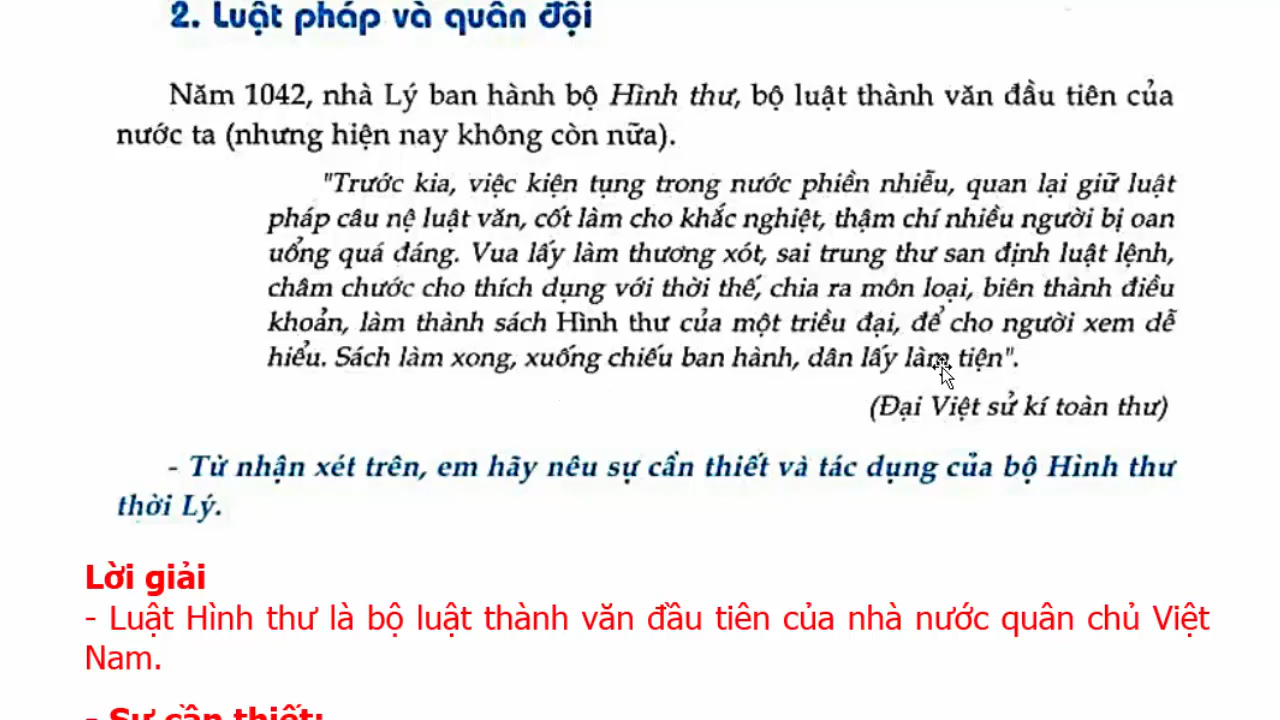 2. Luật pháp và quân đội
Năm 1042, nhà Lý ban hành bộ Hình thư, bộ luật thành văn đầu tiên của
nước ta (nhưng hiện nay không còn nữa).
"Trước kia, việc kiện tụng trong nước phiền nhiễu, quan lại giữ luật
pháp câu nệ luật văn, cốt làm cho khắc nghiệt, thậm chí nhiều người bị oan
uổng quá đáng. Vua lấy làm thương xót, sai trung thư san định luật lệnh,
châm chước cho thích dụng với thời thế, chia ra môn loại, biên thành điều
khoản, làm thành sách Hình thư của một triều đại, để cho người xem dễ
hiểu. Sách làm xong, xuống chiếu ban hành, dân lấy làm tiện".
(Đại Việt sử kí toàn thư)
- Từ nhận xét trên, em hãy nêu sự cần thiết và tác dụng của bộ Hình thư
thời Lý.
Lời giải
- Luật Hình thư là bộ luật thành văn đầu tiên của nhà nước quân chủ Việt
Nam.
- Sự cần thiết: